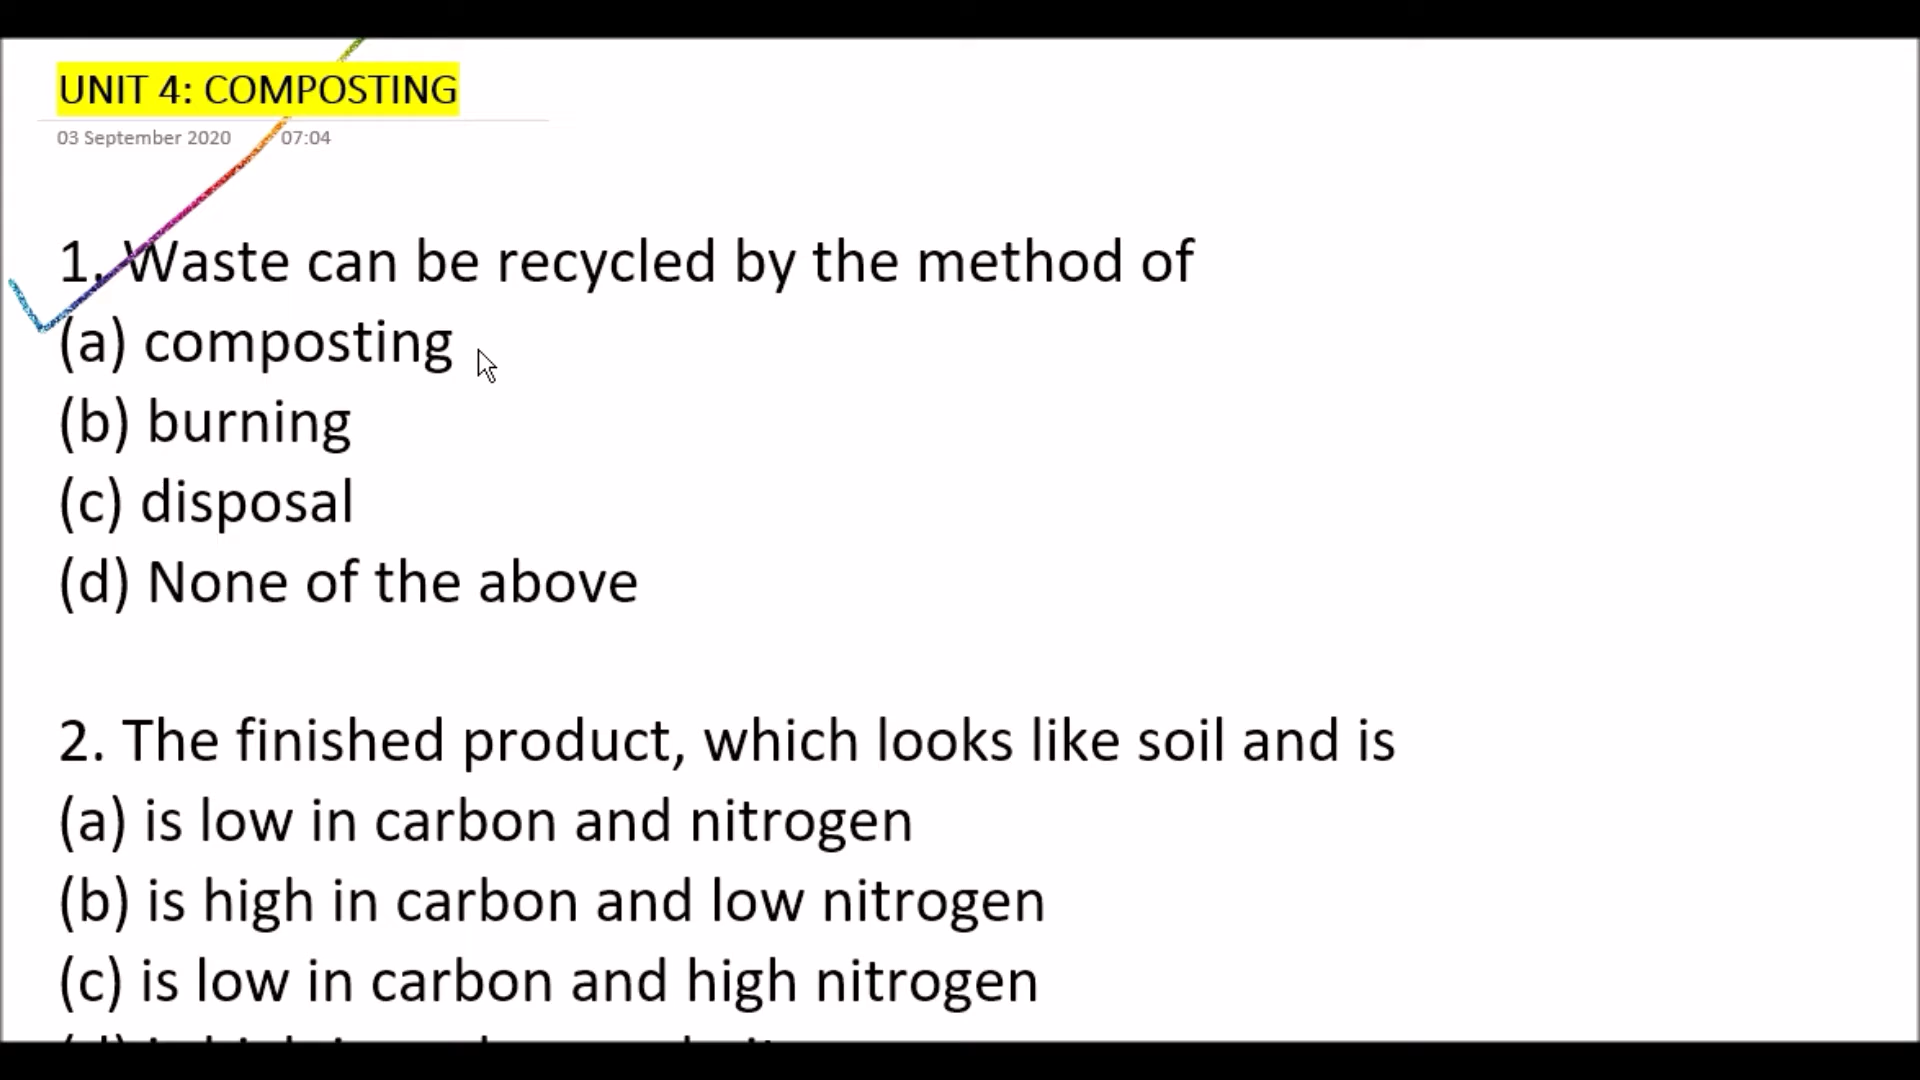 UNIT 4: COMPOSTING
03 September 2020 07:04
1. Waste can be recycled by the method of
(a) composting
(b) burning
(c) disposal
(d) None of the above
2. The finished product, which looks like soil and is
(a) is low in carbon and nitrogen
(b) is high in carbon and low nitrogen
(c) is low in carbon and high nitrogen